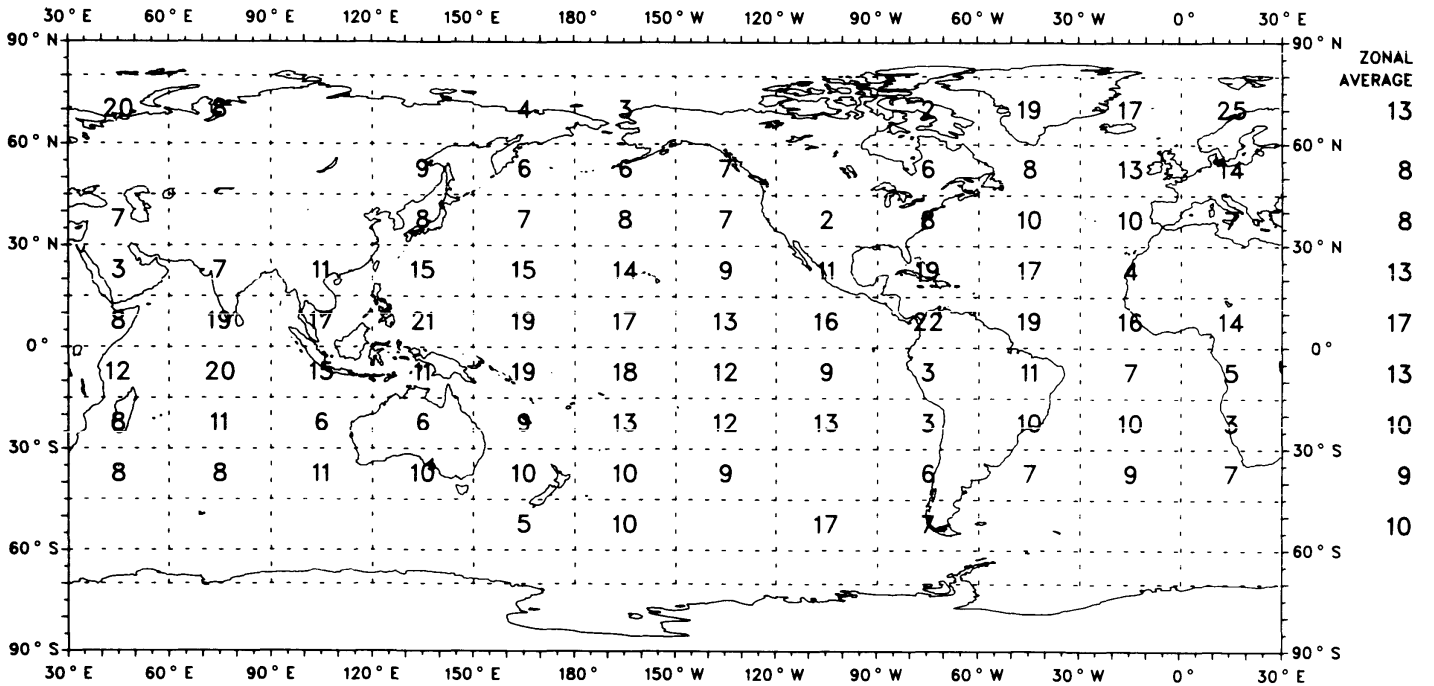 30° E 60° E 90° E 120° E 150° E 180° 150° W 120° W 90° W 60° W 30° W 0° 30° E
90° N 90° N
ZONAL
AVERAGE
20 4 3 2 19 17 25 13
60° N 60° N
9 6 6 7 6 8 13 14 8
7 8 7 8 7 2 8 10 10 7 8
30° N 30° N
3 7 11 15 15 14 9 11 19 17 4 13
8 19 17 21 19 17 13 16 22 19 16 14 17
0° 0°
12 20 15 11 19 18 12 9 3 11 7 5 13
8 11 6 6 9 13 12 13 3 10 10 3 10
30° S 30° S
8 8 11 10 10 10 9 6 7 9 7 9
5 10 17 7 10
60° S 60° S
90° S 90° S
30° E 60° E 90° E 120° E 150° E 180° 150° W 120° W 90° W 60° W 30° W 0° 30° E